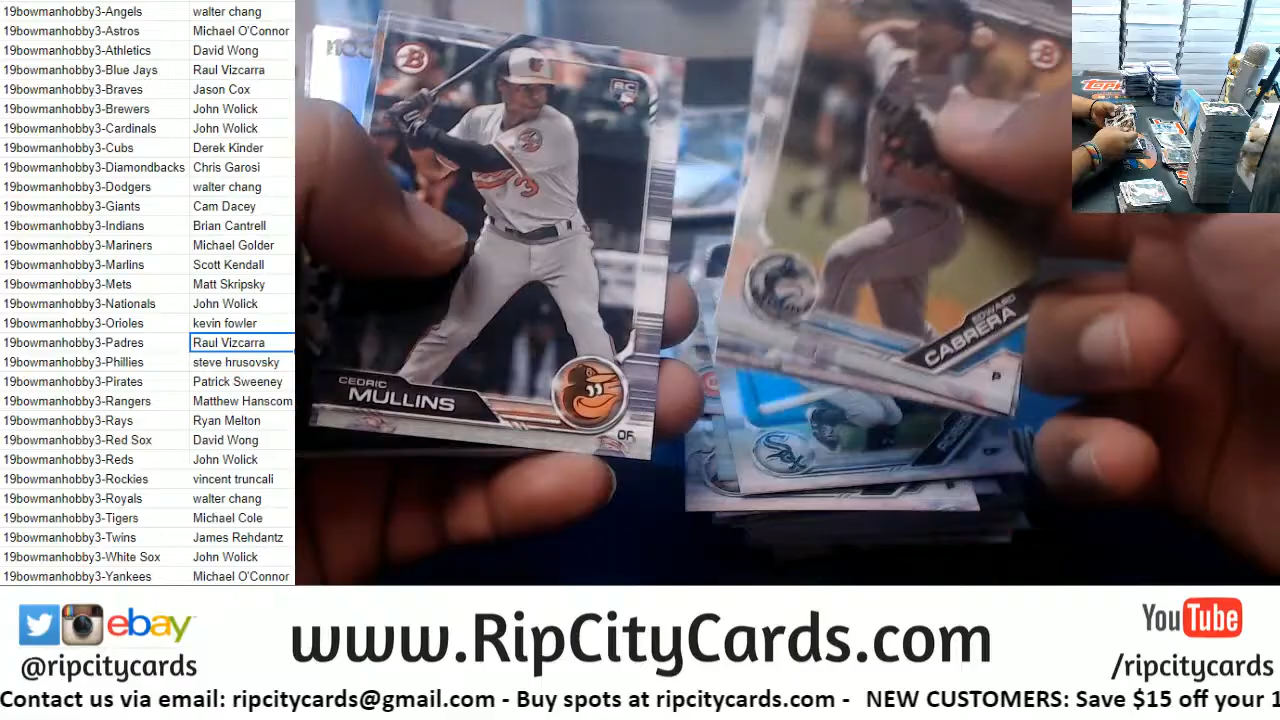 19bowmanhobby3-Angels walter chang
19bowmanhobby3-Astros Michael O'Connor
19bowmanhobby3-Athletics David Wong
19bowmanhobby3-Blue Jays Raul Vizcarra
19bowmanhobby3-Braves Jason Cox
19bowmanhobby3-Brewers John Wolick
19bowmanhobby3-Cardinals John Wolick
19bowmanhobby3-Cubs Derek Kinder
19bowmanhobby3-Diamondbacks Chris Garosi
19bowmanhobby3-Dodgers walter chang
19bowmanhobby3-Giants Cam Dacey
19bowmanhobby3-Indians Brian Cantrell
19bowmanhobby3-Mariners Michael Golder
19bowmanhobby3-Marlins Scott Kendall
19bowmanhobby3-Mets Matt Skripsky
19bowmanhobby3-Nationals John Wolick
19bowmanhobby3-Orioles kevin fowler
19bowmanhobby3-Padres Raul Vizcarra
19bowmanhobby3-Phillies steve hrusovsky
19bowmanhobby3-Pirates Patrick Sweeney
19bowmanhobby3-Rangers Matthew Hanscom
19bowmanhobby3-Rays Ryan Melton
19bowmanhobby3-Red Sox David Wong
19bowmanhobby3-Reds John Wolick
19bowmanhobby3-Rockies vincent truncali
19bowmanhobby3-Royals walter chang
19bowmanhobby3-Tigers Michael Cole
19bowmanhobby3-Twins James Rehdantz
19bowmanhobby3-White Sox John Wolick
19bowmanhobby3-Yankees Michael O'Connor
B
RC
3
CEDRIC
MULLINS
OF
B
EDWARD
CABRERA
P
Sox
topps
ebay
@ripcitycards
www.RipCityCards.com
YouTube
/ripcitycards
Contact us via email: ripcitycards@gmail.com - Buy spots at ripcitycards.com - NEW CUSTOMERS: Save $15 off your 1